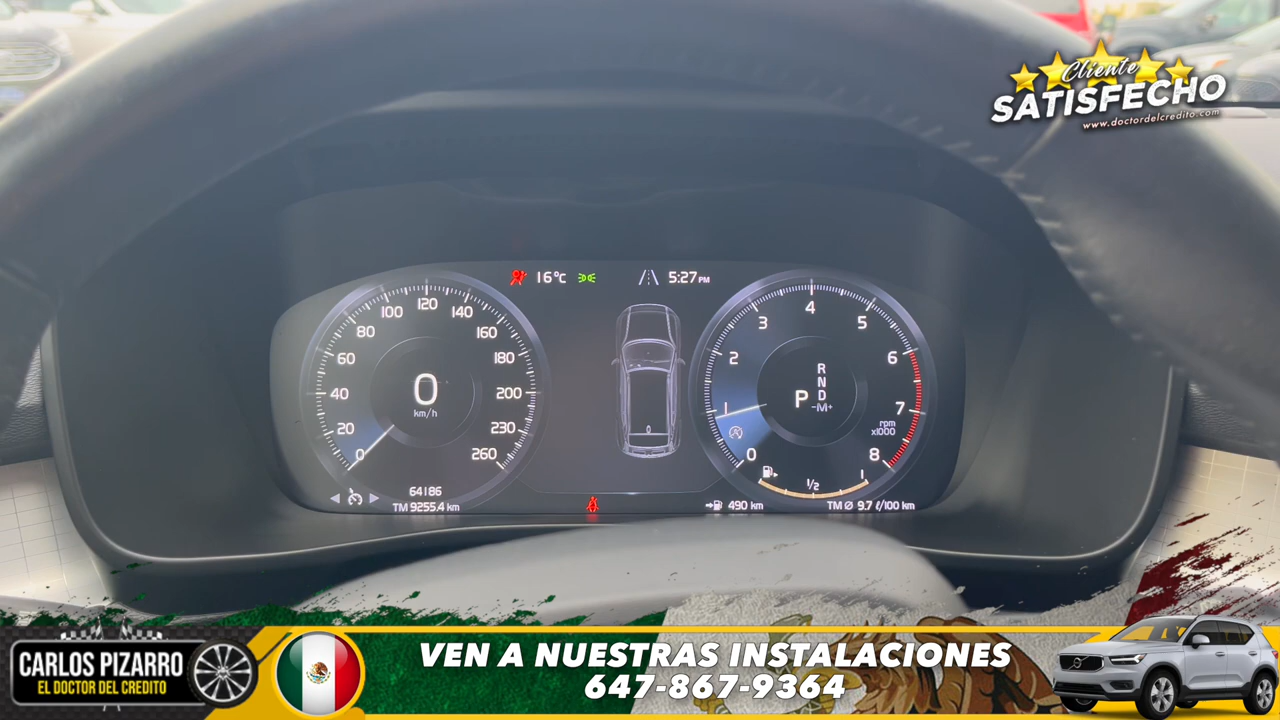 Cliente
SATISFECHO
www.doctordelcredito.com
16°C
5:27 PM
0
20
40
60
80
100
120
140
160
180
200
230
260
0
km/h
64186
TM 9255.4 km
0
1
2
3
4
5
6
7
8
rpm
x1000
R
N
P D
-M+
1/2
1
490 km
TM Ø 9.7 ℓ/100 km
CARLOS PIZARRO
EL DOCTOR DEL CREDITO
VEN A NUESTRAS INSTALACIONES
647-867-9364